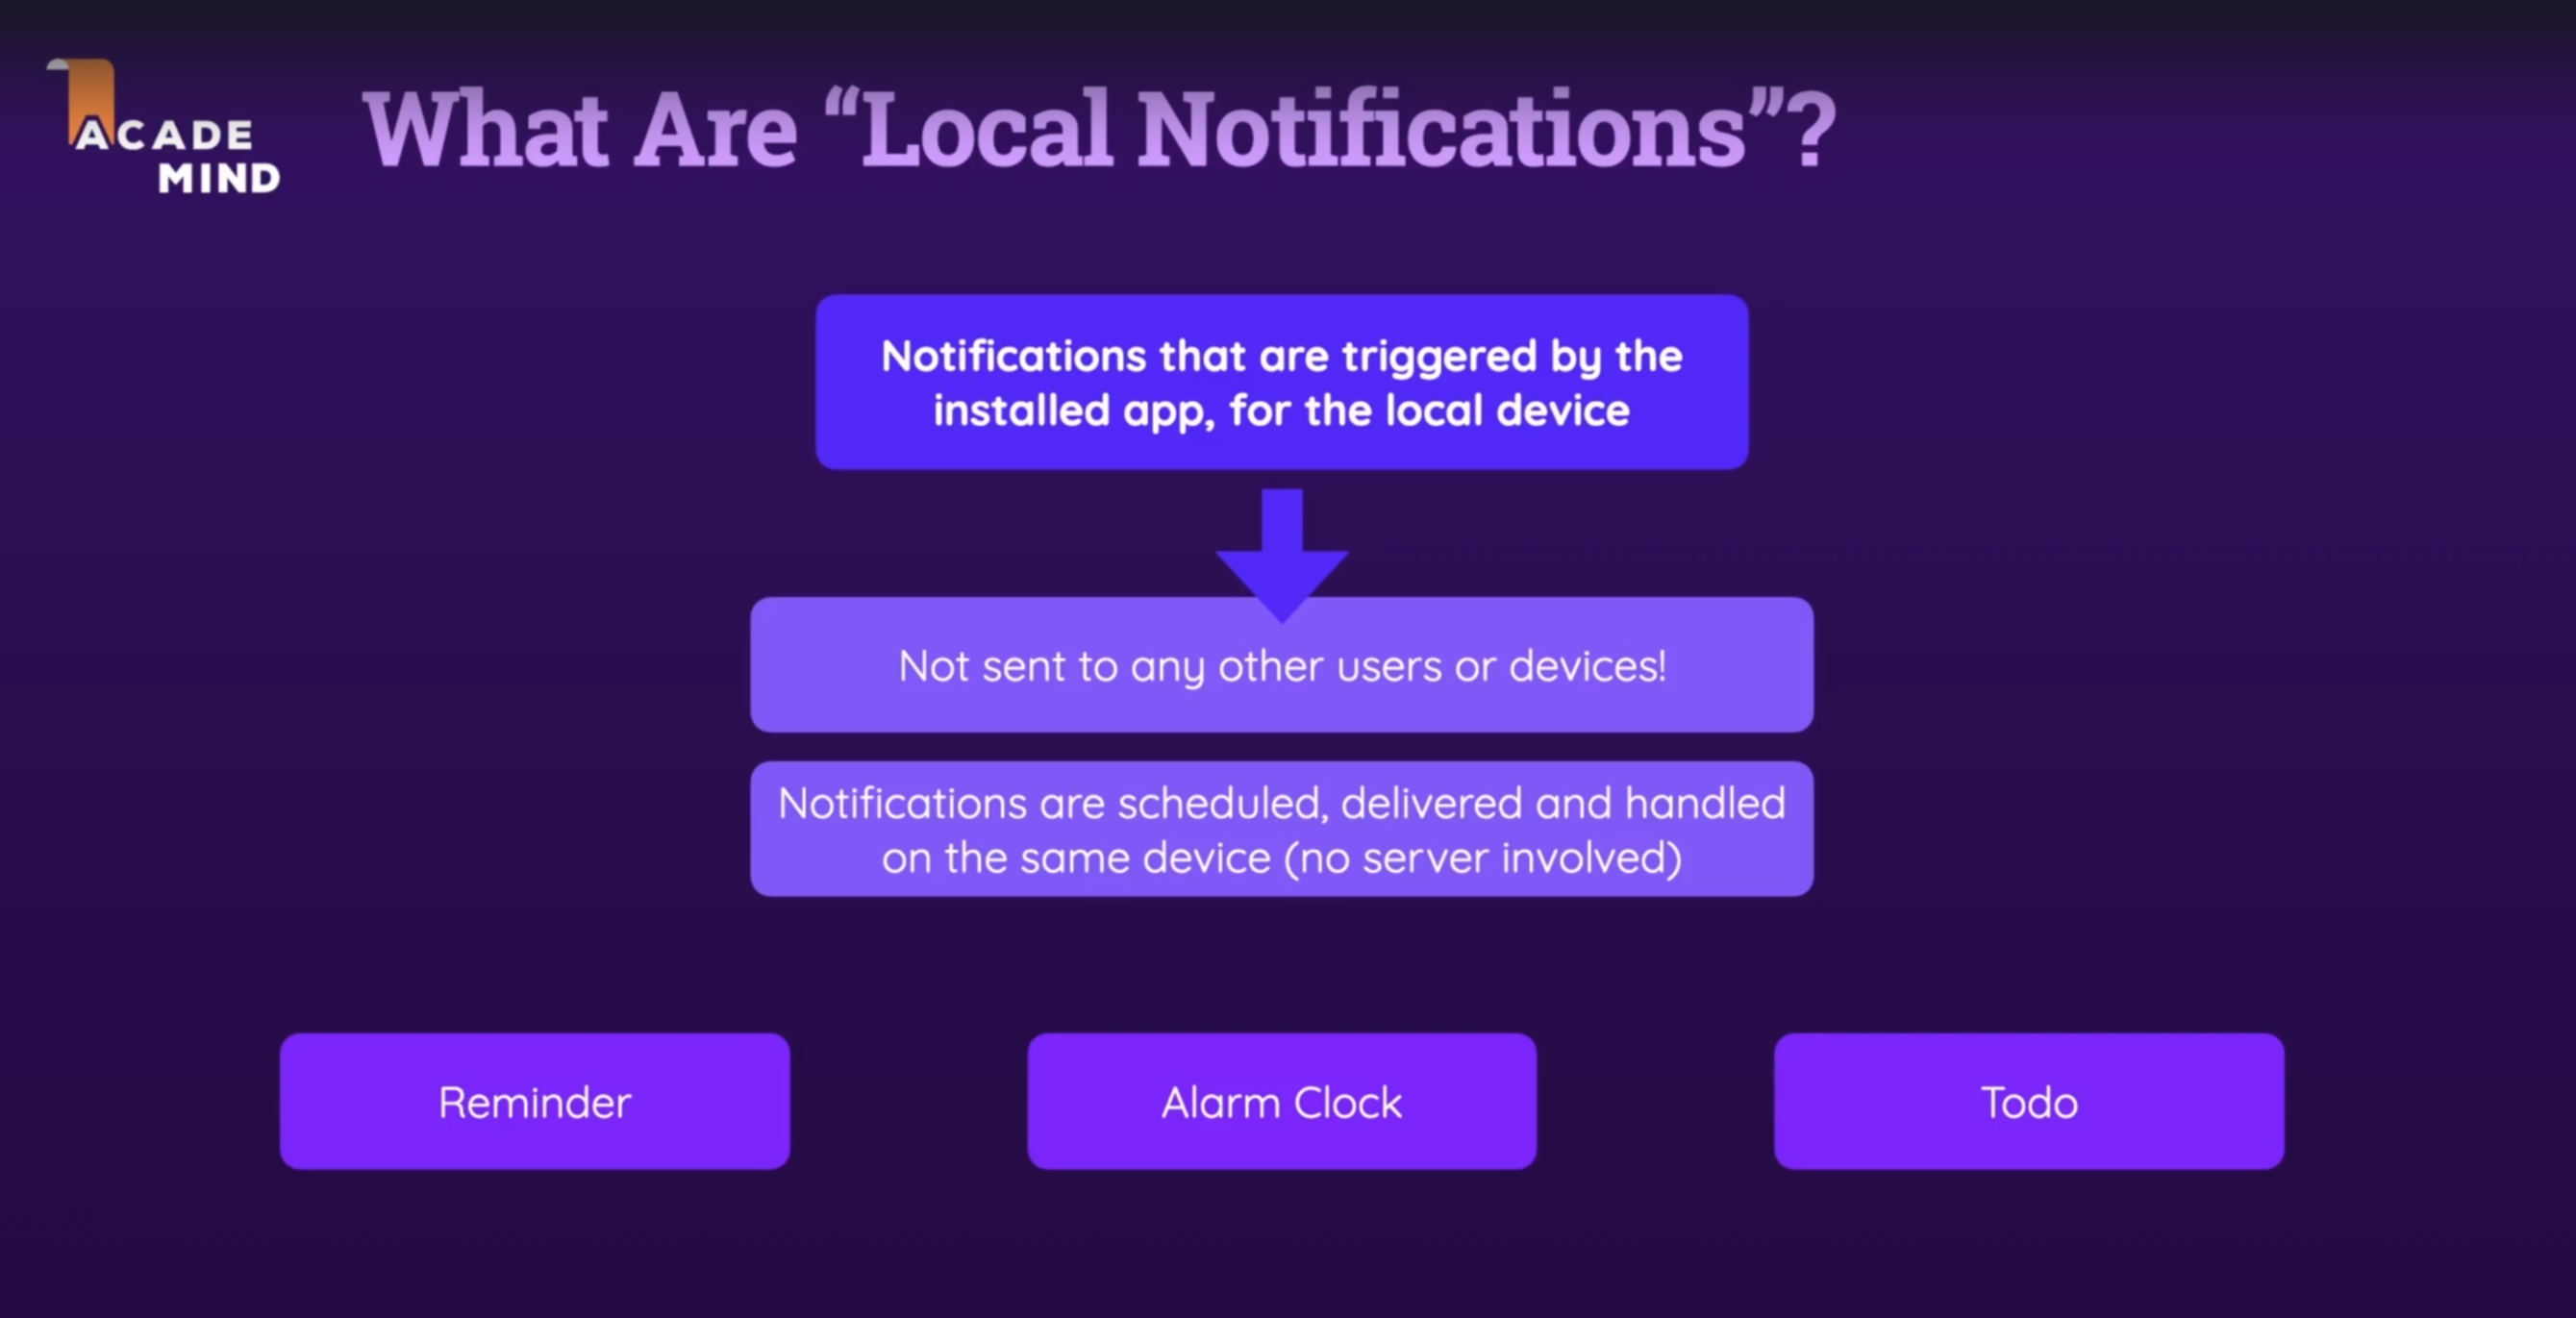 ACADE
MIND
What Are “Local Notifications”?
Notifications that are triggered by the
installed app, for the local device
Not sent to any other users or devices!
Notifications are scheduled, delivered and handled
on the same device (no server involved)
Reminder
Alarm Clock
Todo